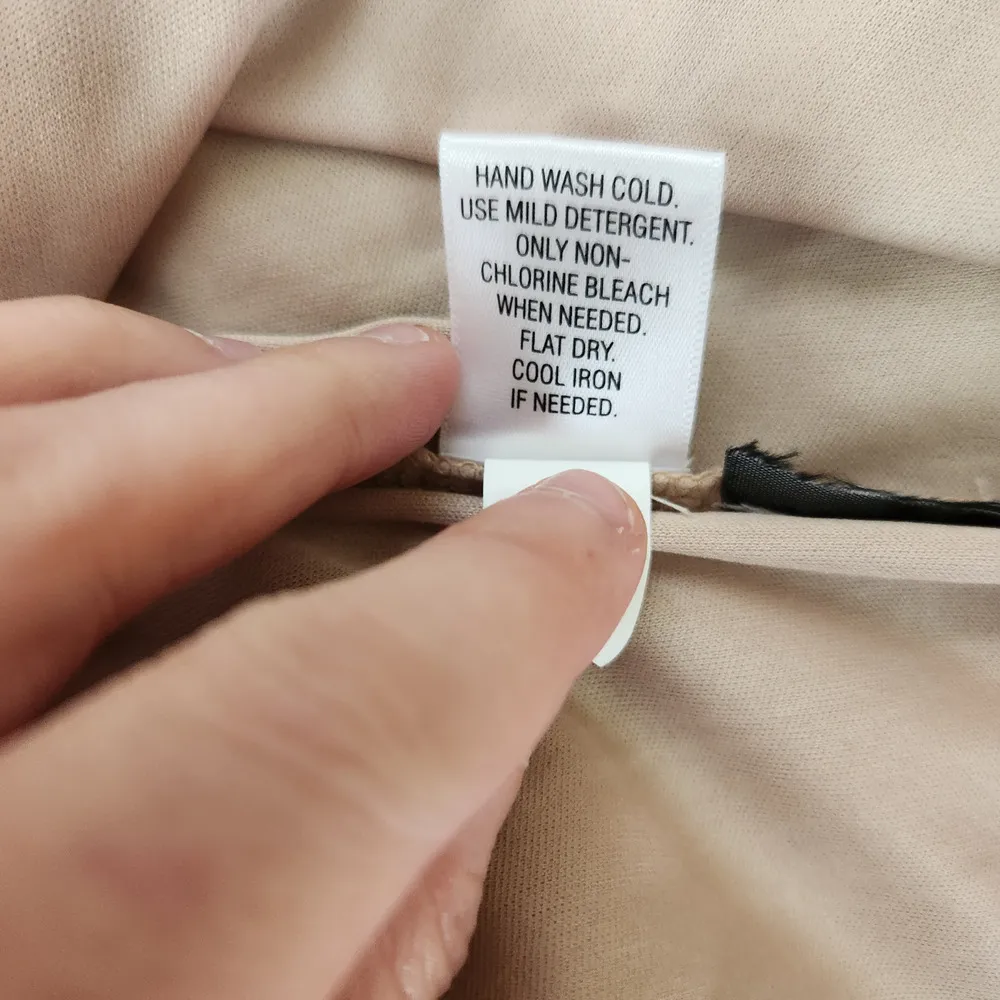 HAND WASH COLD.
USE MILD DETERGENT.
ONLY NON-
CHLORINE BLEACH
WHEN NEEDED.
FLAT DRY.
COOL IRON
IF NEEDED.